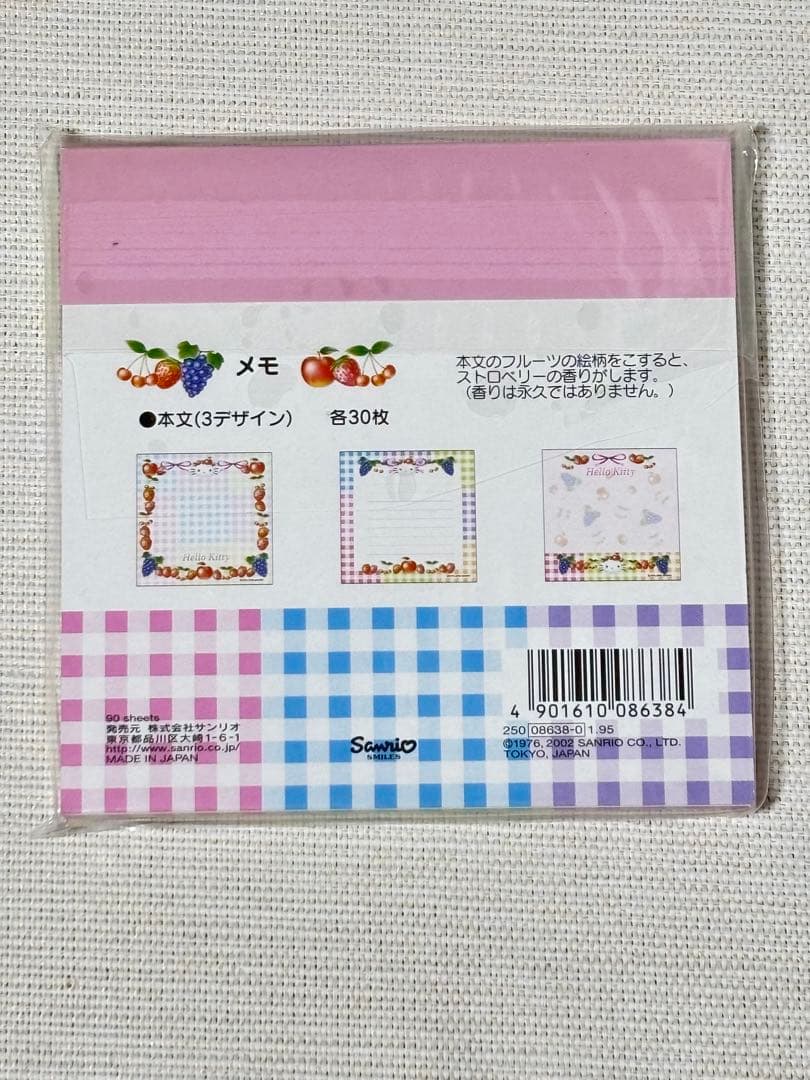 メモ
本文のフルーツの絵柄をこすると、
ストロベリーの香りがします。
（香りは永久ではありません。）
●本文(3デザイン) 各30枚
Hello Kitty
Hello Kitty
90 sheets
発売元 株式会社サンリオ
東京都品川区大崎1-6-1
http://www.sanrio.co.jp/
MADE IN JAPAN
Sanrio
SMILES
4 901610 086384
250 08638-0 1.95
©1976, 2002 SANRIO CO., LTD.
TOKYO, JAPAN